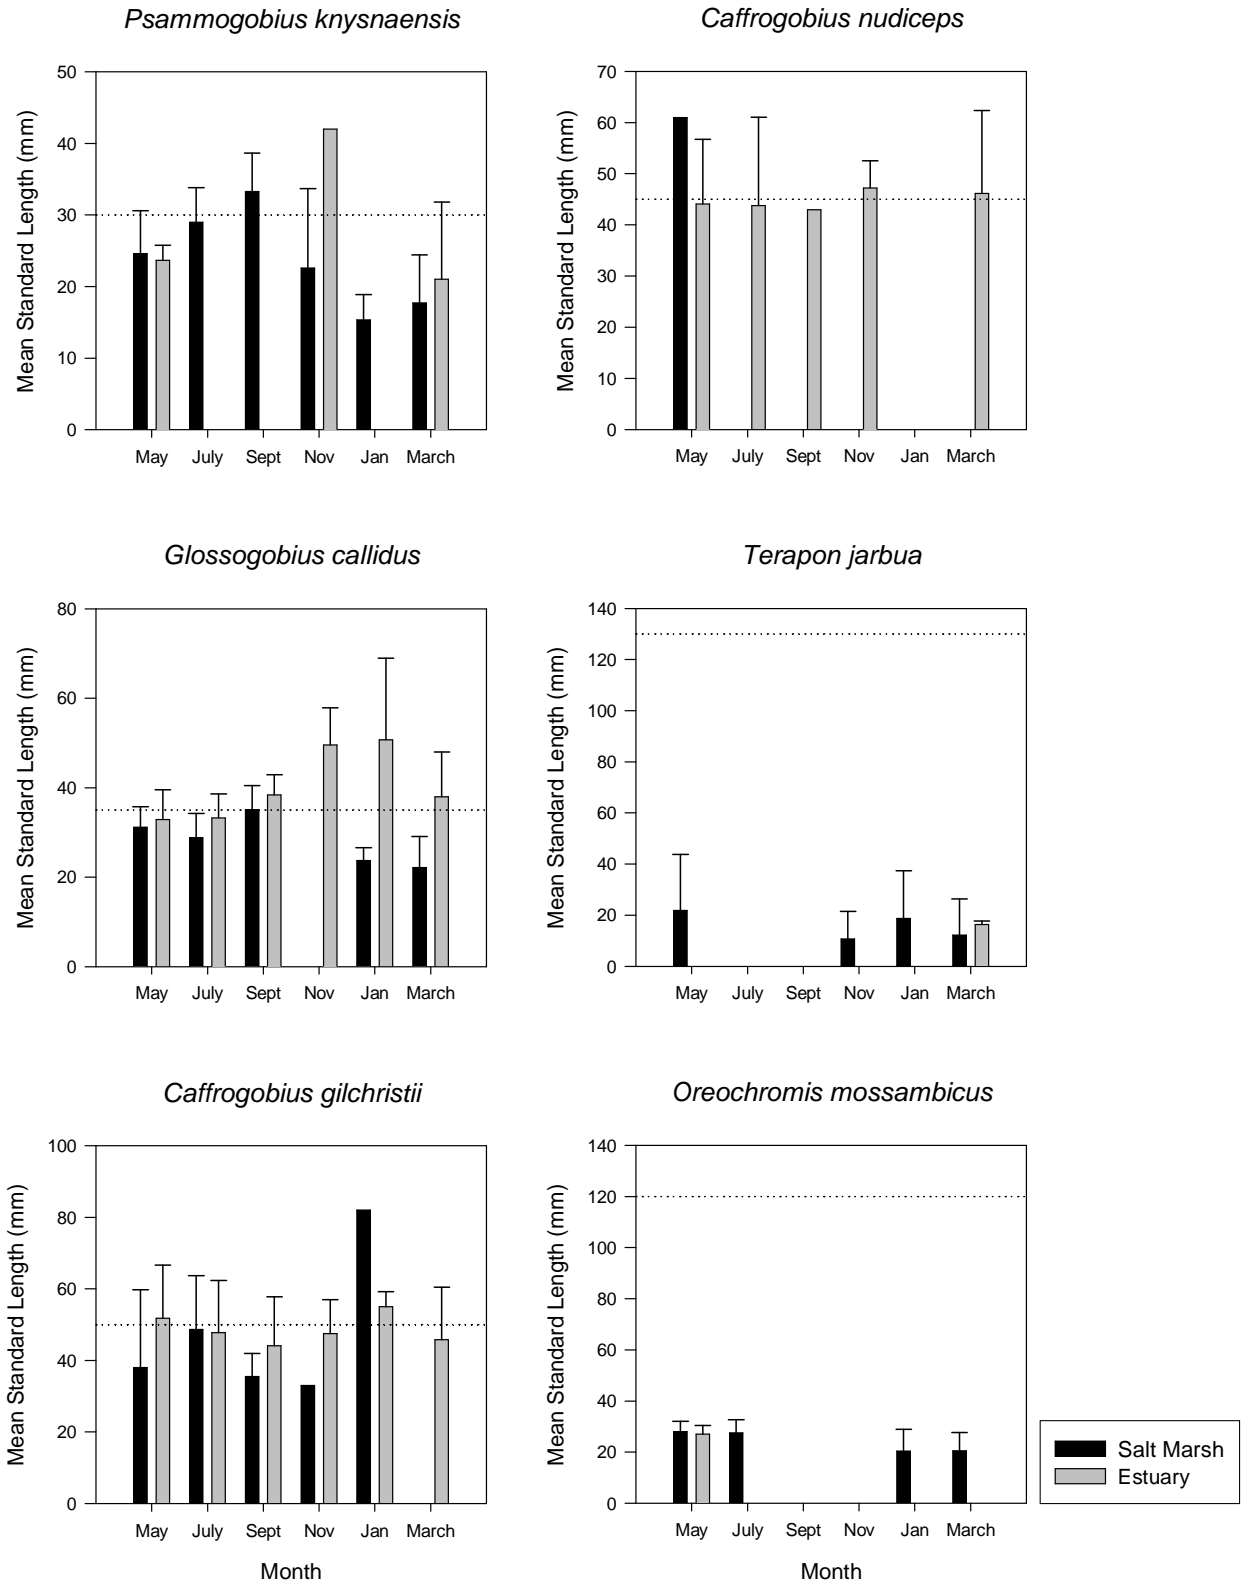 Psammogobius knysnaensis
Mean Standard Length (mm)
50
40
30
20
10
0
May July Sept Nov Jan March
Caffrogobius nudiceps
Mean Standard Length (mm)
70
60
50
40
30
20
10
0
May July Sept Nov Jan March
Glossogobius callidus
Mean Standard Length (mm)
80
60
40
20
0
May July Sept Nov Jan March
Terapon jarbua
Mean Standard Length (mm)
140
120
100
80
60
40
20
0
May July Sept Nov Jan March
Caffrogobius gilchristii
Mean Standard Length (mm)
100
80
60
40
20
0
May July Sept Nov Jan March
Month
Oreochromis mossambicus
Mean Standard Length (mm)
140
120
100
80
60
40
20
0
May July Sept Nov Jan March
Month
Salt Marsh
Estuary